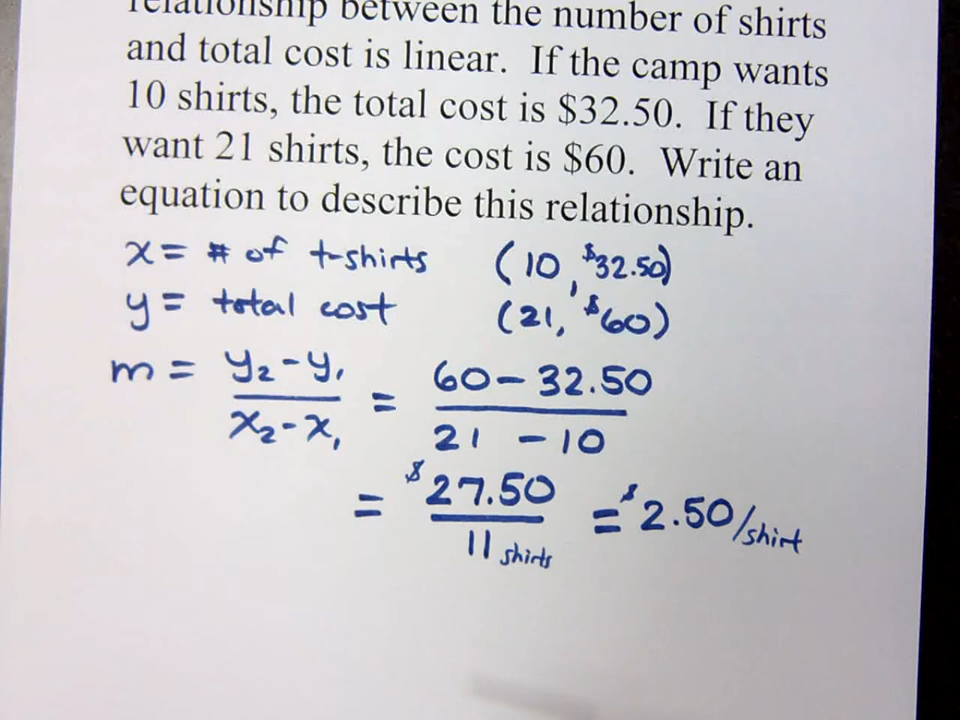 relationship between the number of shirts
and total cost is linear. If the camp wants
10 shirts, the total cost is $32.50. If they
want 21 shirts, the cost is $60. Write an
equation to describe this relationship.
x = # of t-shirts (10, $32.50)
y = total cost (21, $60)
m = y₂-y₁ / x₂-x₁ = 60-32.50 / 21-10
= $27.50 / 11 shirts = $2.50/shirt